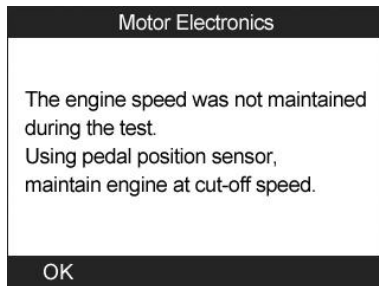 Motor Electronics
The engine speed was not maintained
during the test.
Using pedal position sensor,
maintain engine at cut-off speed.
OK